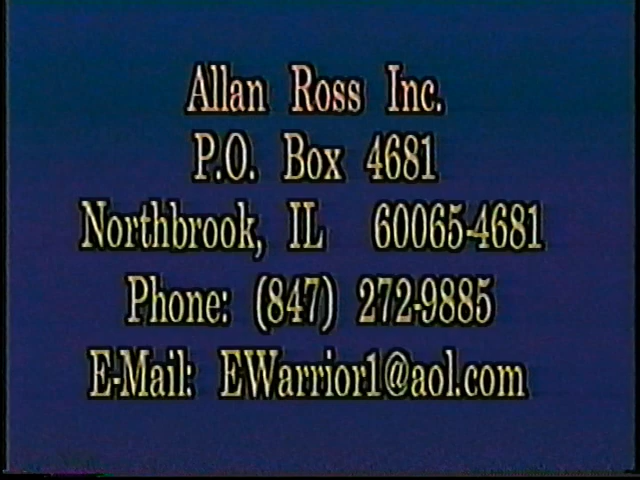 Allan Ross Inc.
P.O. Box 4681
Northbrook, IL 60065-4681
Phone: (847) 272-9885
E-Mail: EWarrior1@aol.com